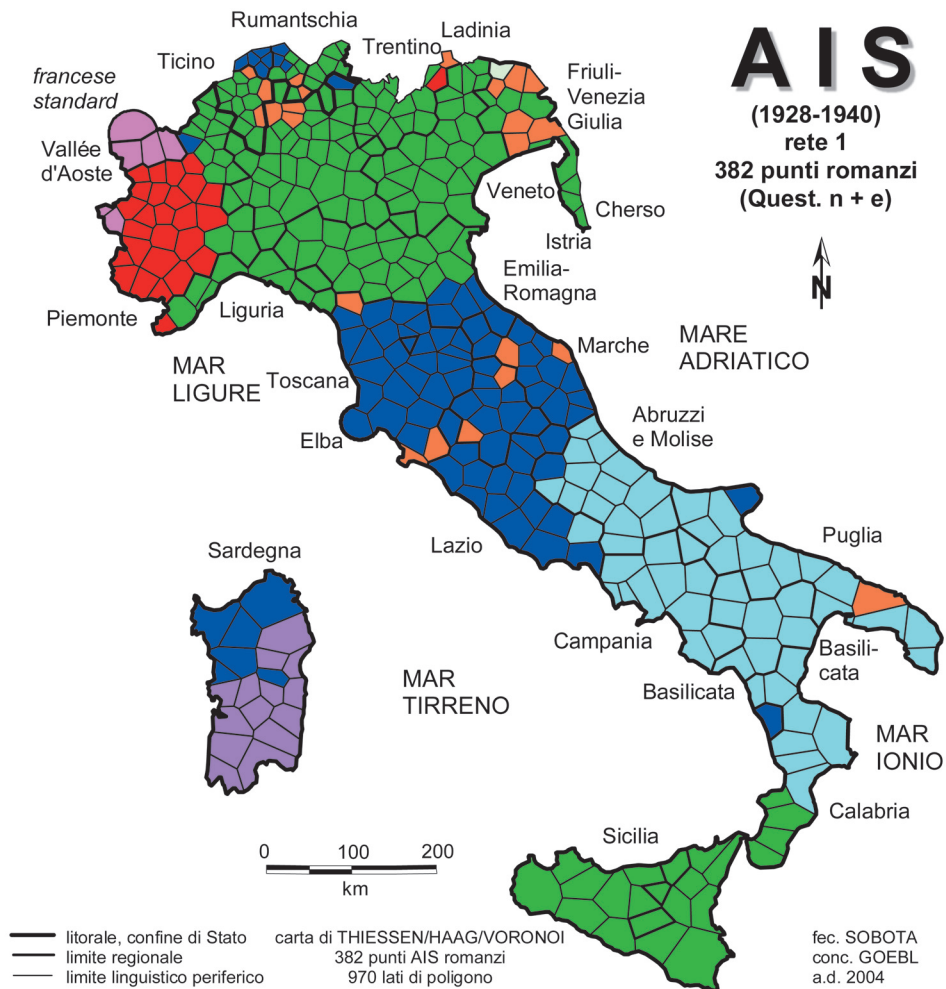 Rumantschia
Ladinia
Trentino
Ticino
AIS
(1928-1940)
rete 1
382 punti romanzi
(Quest. n + e)
francese
standard
Friuli-
Venezia
Giulia
Vallée
d'Aoste
Veneto
Cherso
Istria
N
Emilia-
Romagna
Piemonte
Liguria
MAR
LIGURE
Toscana
Marche
MARE
ADRIATICO
Elba
Abruzzi
e Molise
Lazio
Puglia
Sardegna
Campania
Basili-
cata
Basilicata
MAR
TIRRENO
MAR
IONIO
Calabria
Sicilia
0 100 200
km
litorale, confine di Stato
limite regionale
limite linguistico periferico
carta di THIESSEN/HAAG/VORONOI
382 punti AIS romanzi
970 lati di poligono
fec. SOBOTA
conc. GOEBL
a.d. 2004